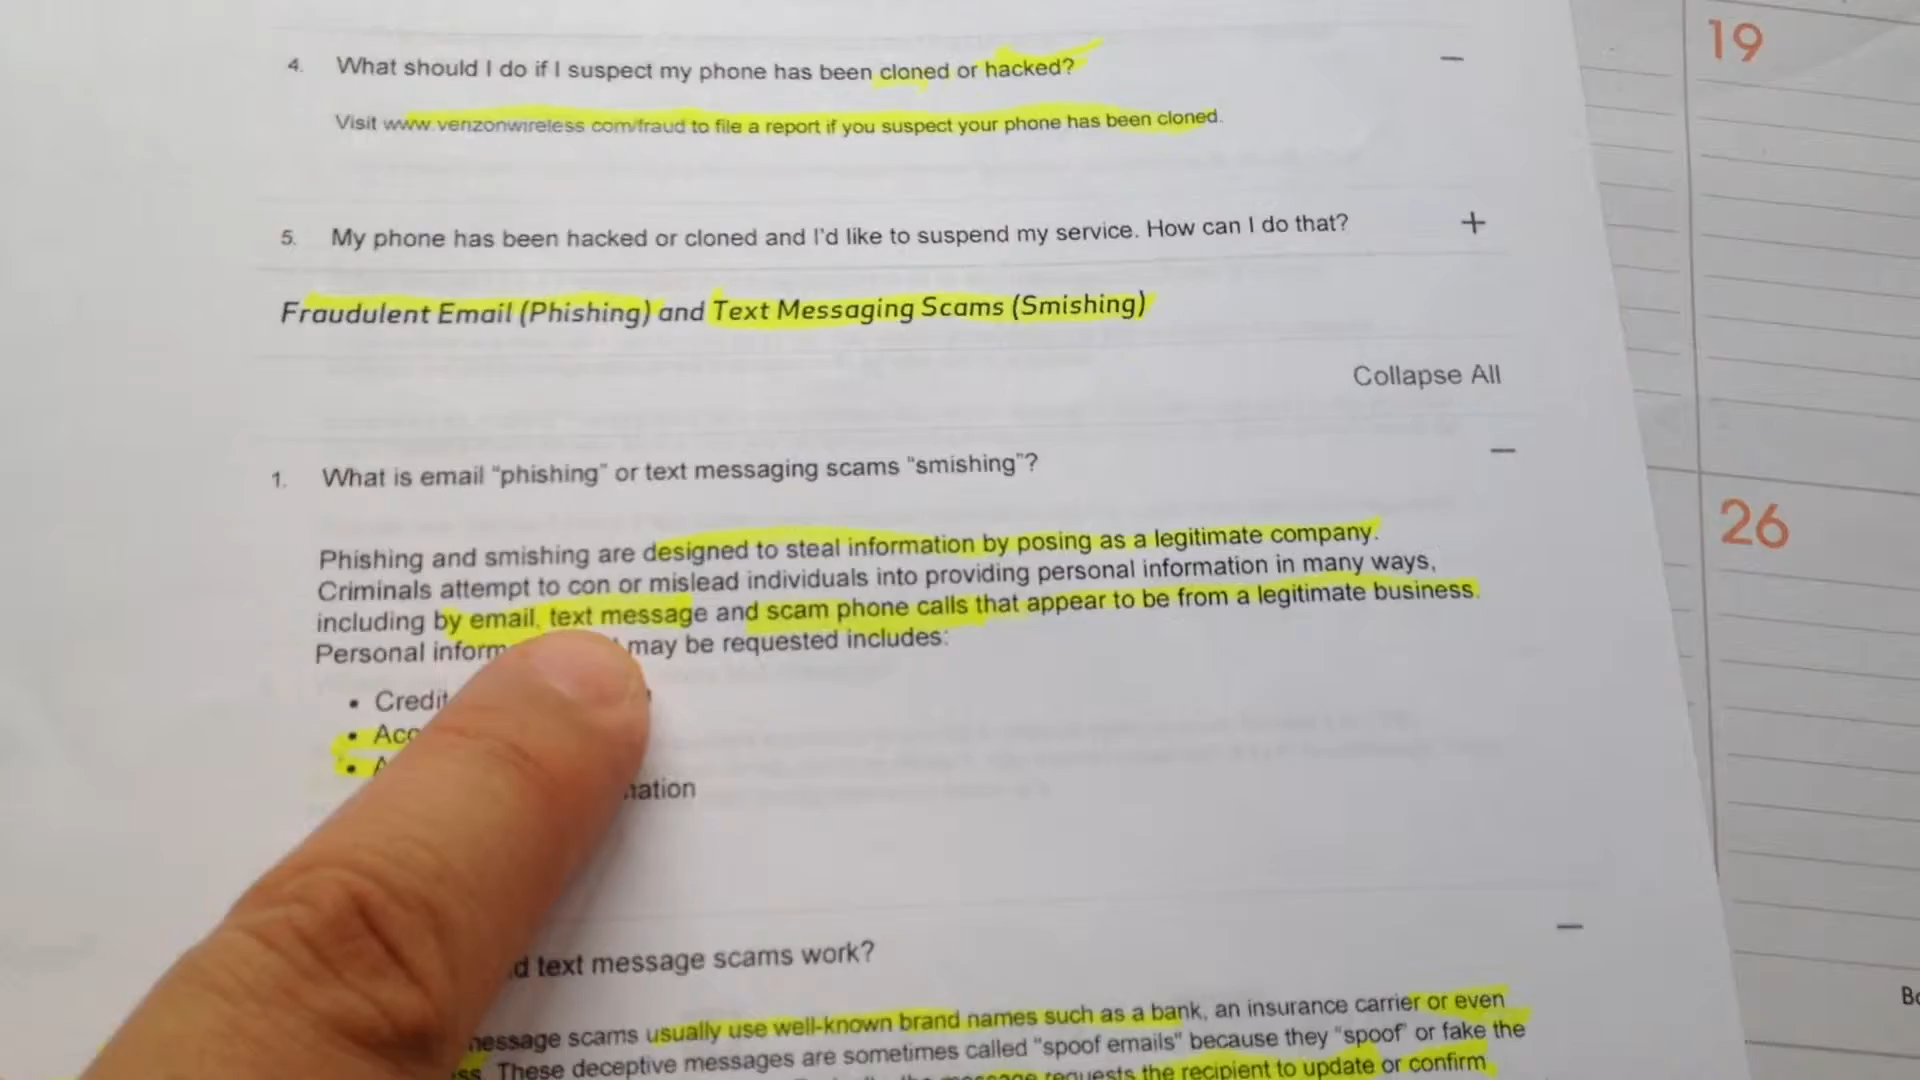 4. What should I do if I suspect my phone has been cloned or hacked? −
Visit www.verizonwireless.com/fraud to file a report if you suspect your phone has been cloned.
5. My phone has been hacked or cloned and I'd like to suspend my service. How can I do that? +
Fraudulent Email (Phishing) and Text Messaging Scams (Smishing)
Collapse All
1. What is email “phishing” or text messaging scams “smishing”? −
Phishing and smishing are designed to steal information by posing as a legitimate company.
Criminals attempt to con or mislead individuals into providing personal information in many ways,
including by email, text message and scam phone calls that appear to be from a legitimate business.
Personal may be requested includes:
• Credit
•
•
text message scams work? −
scams usually use well-known brand names such as a bank, an insurance carrier or even
These deceptive messages are sometimes called "spoof emails" because they "spoof" or fake the
requests the recipient to update or confirm
19
26